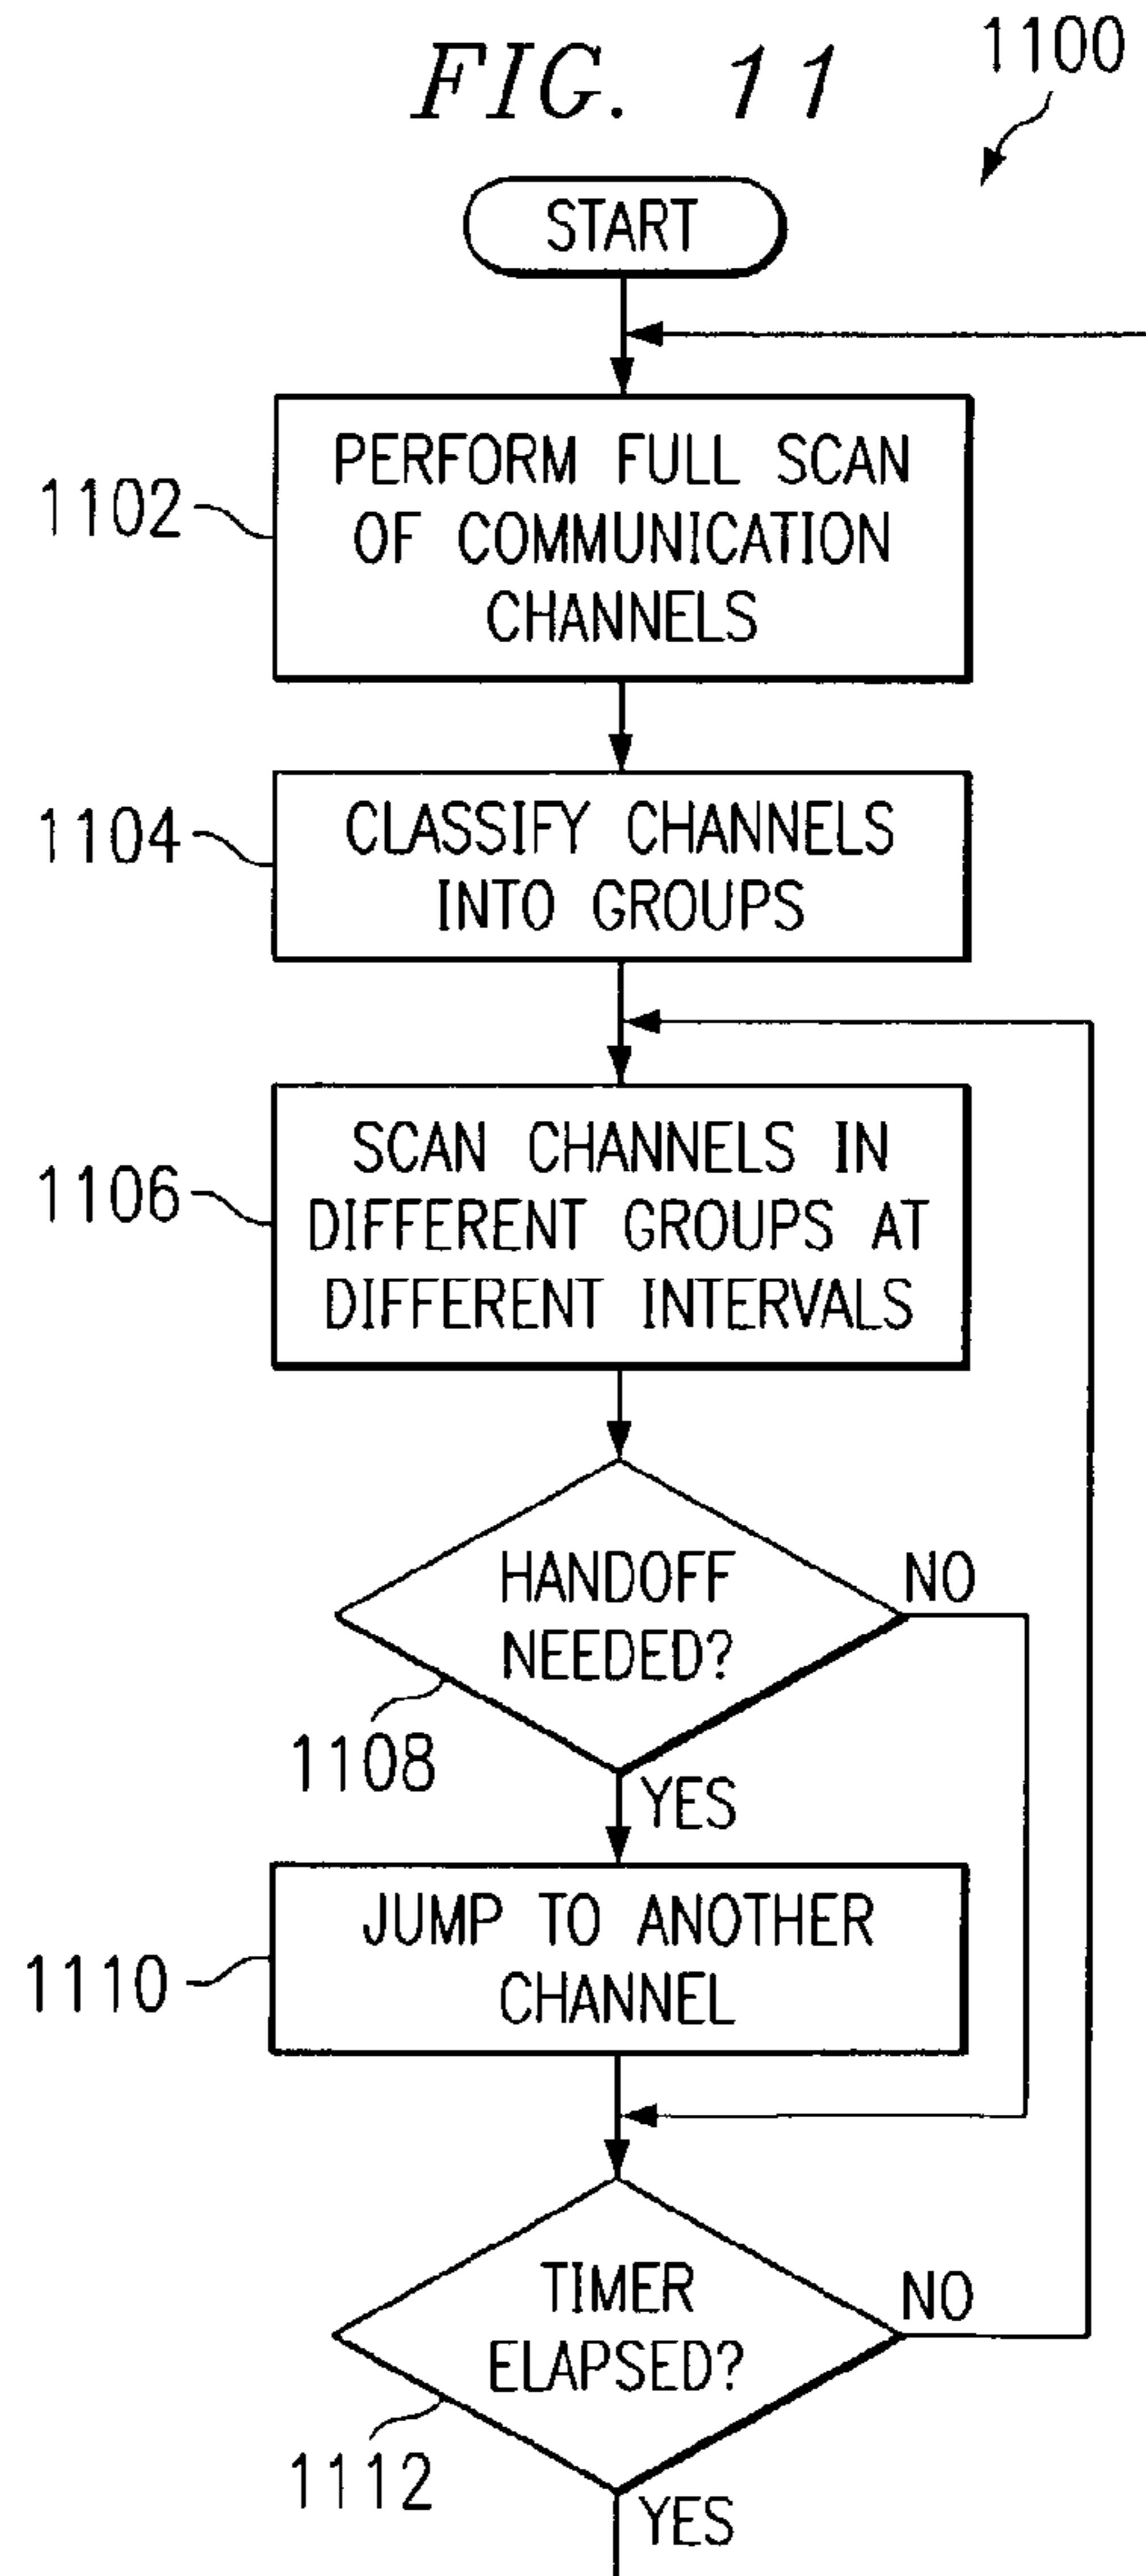 FIG. 11
1100
START
1102
PERFORM FULL SCAN
OF COMMUNICATION
CHANNELS
1104
CLASSIFY CHANNELS
INTO GROUPS
1106
SCAN CHANNELS IN
DIFFERENT GROUPS AT
DIFFERENT INTERVALS
HANDOFF
NEEDED?
NO
1108
YES
1110
JUMP TO ANOTHER
CHANNEL
TIMER
ELAPSED?
NO
1112
YES